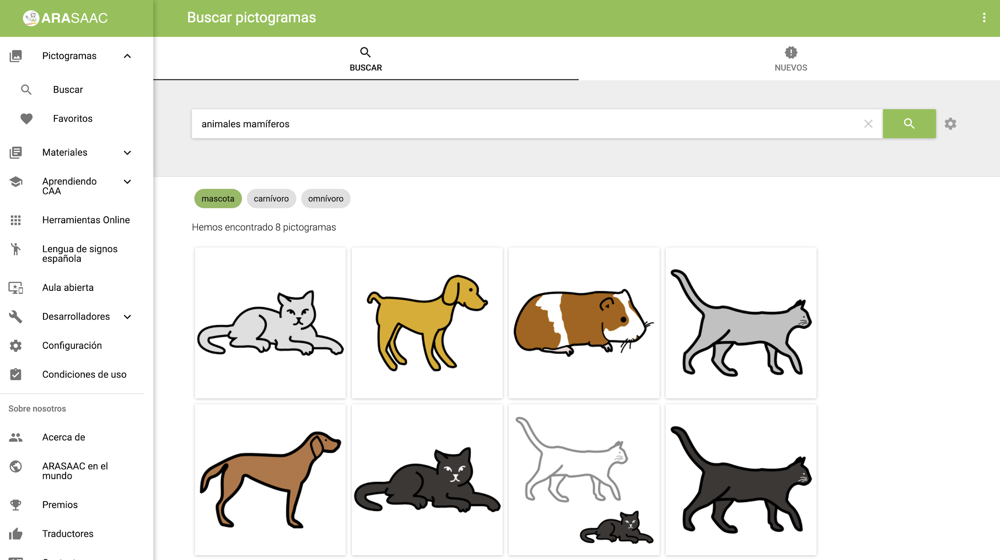 ARASAAC
Buscar pictogramas
Pictogramas
Buscar
Favoritos
Materiales
Aprendiendo
CAA
Herramientas Online
Lengua de signos
española
Aula abierta
Desarrolladores
Configuración
Condiciones de uso
Sobre nosotros
Acerca de
ARASAAC en el
mundo
Premios
Traductores
BUSCAR
NUEVOS
animales mamíferos
mascota
carnívoro
omnívoro
Hemos encontrado 8 pictogramas